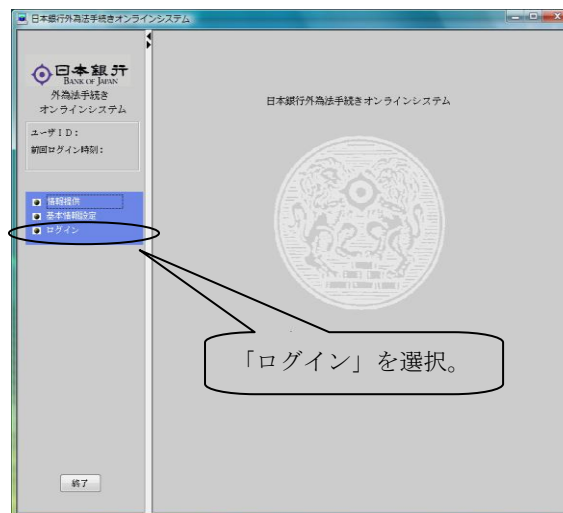 日本銀行外為法手続きオンラインシステム
日本銀行
BANK OF JAPAN
外為法手続き
オンラインシステム
ユーザID:
前回ログイン時刻:
情報提供
基本情報設定
ログイン
終了
日本銀行外為法手続きオンラインシステム
「ログイン」を選択。